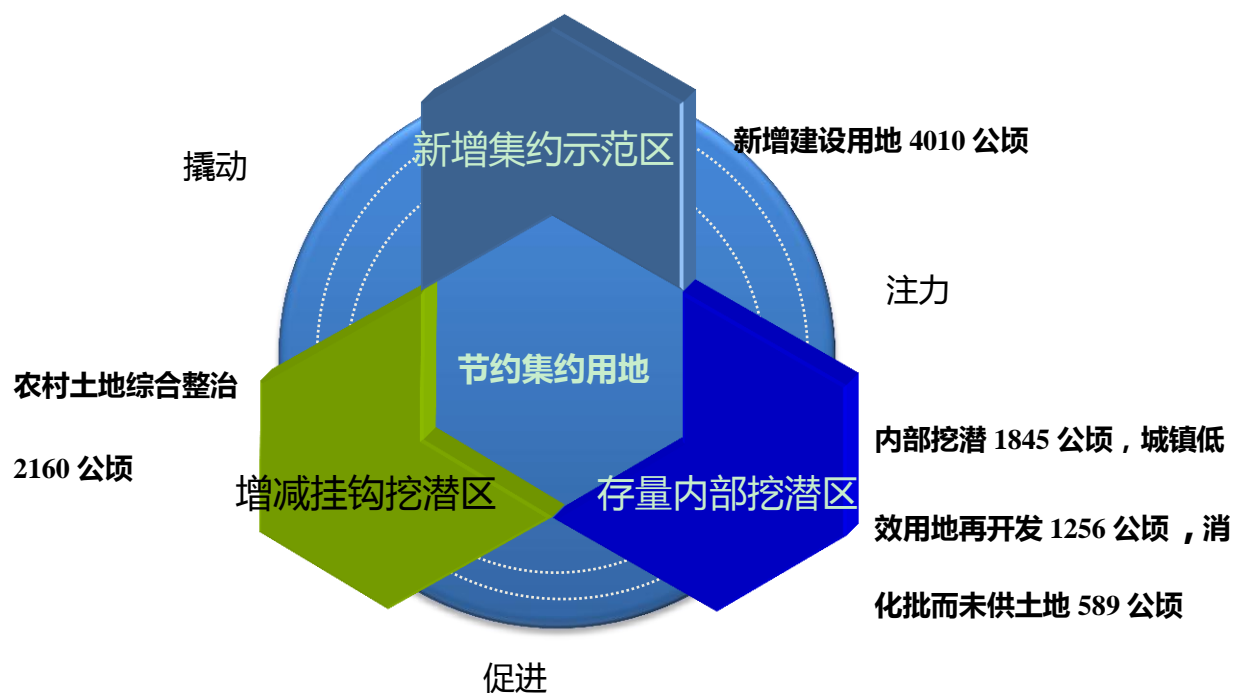 新增集约示范区
新增建设用地 4010 公顷
撬动
注力
节约集约用地
农村土地综合整治
2160 公顷
增减挂钩挖潜区
存量内部挖潜区
内部挖潜 1845 公顷，城镇低
效用地再开发 1256 公顷 ，消
化批而未供土地 589 公顷
促进